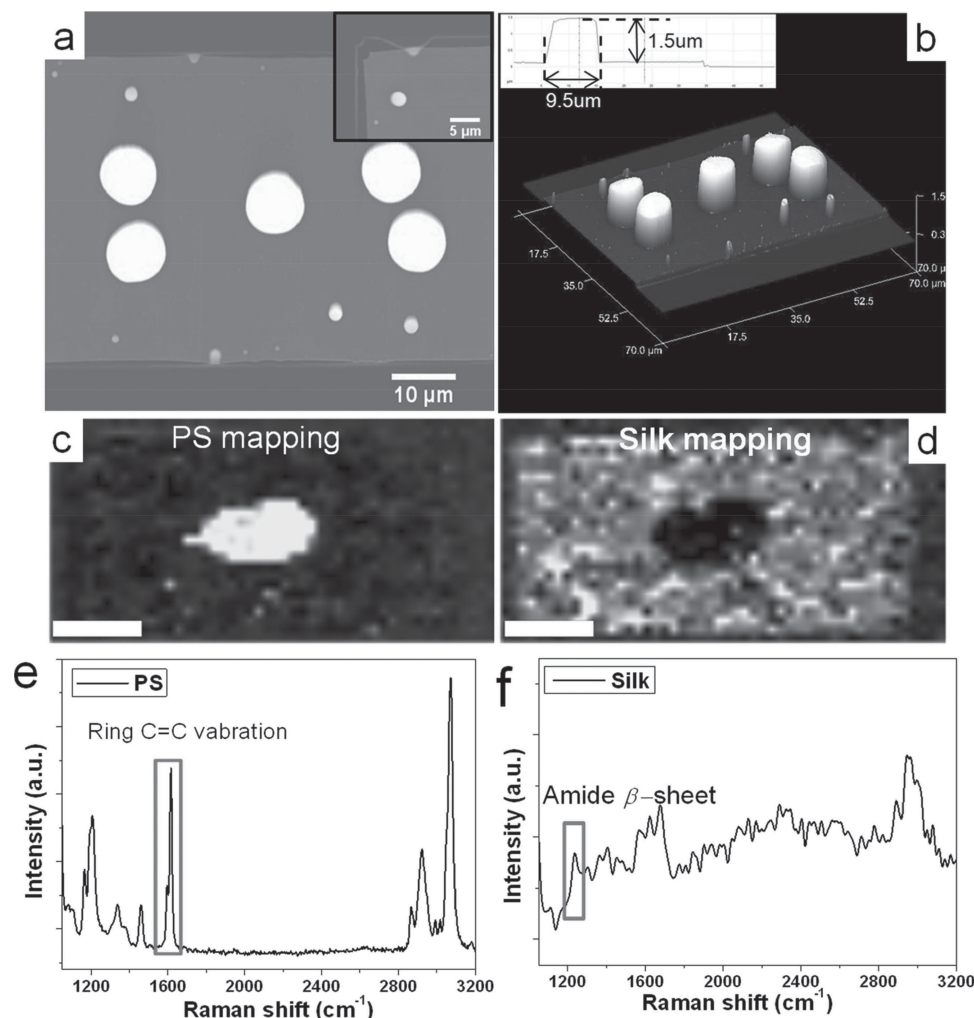 a
5 µm
10 µm
b
1.5um
9.5um
1.5
0.3
70.0 µ
70.0 µm
17.5
35.0
52.5
70.0 µm
17.5
35.0
52.5
c
PS mapping
Silk mapping
d
e
PS
Ring C=C vabration
Intensity (a.u.)
1200 1600 2000 2400 2800 3200
Raman shift (cm⁻¹)
f
Silk
Amide β–sheet
Intensity (a.u.)
1200 1600 2000 2400 2800 3200
Raman shift (cm⁻¹)